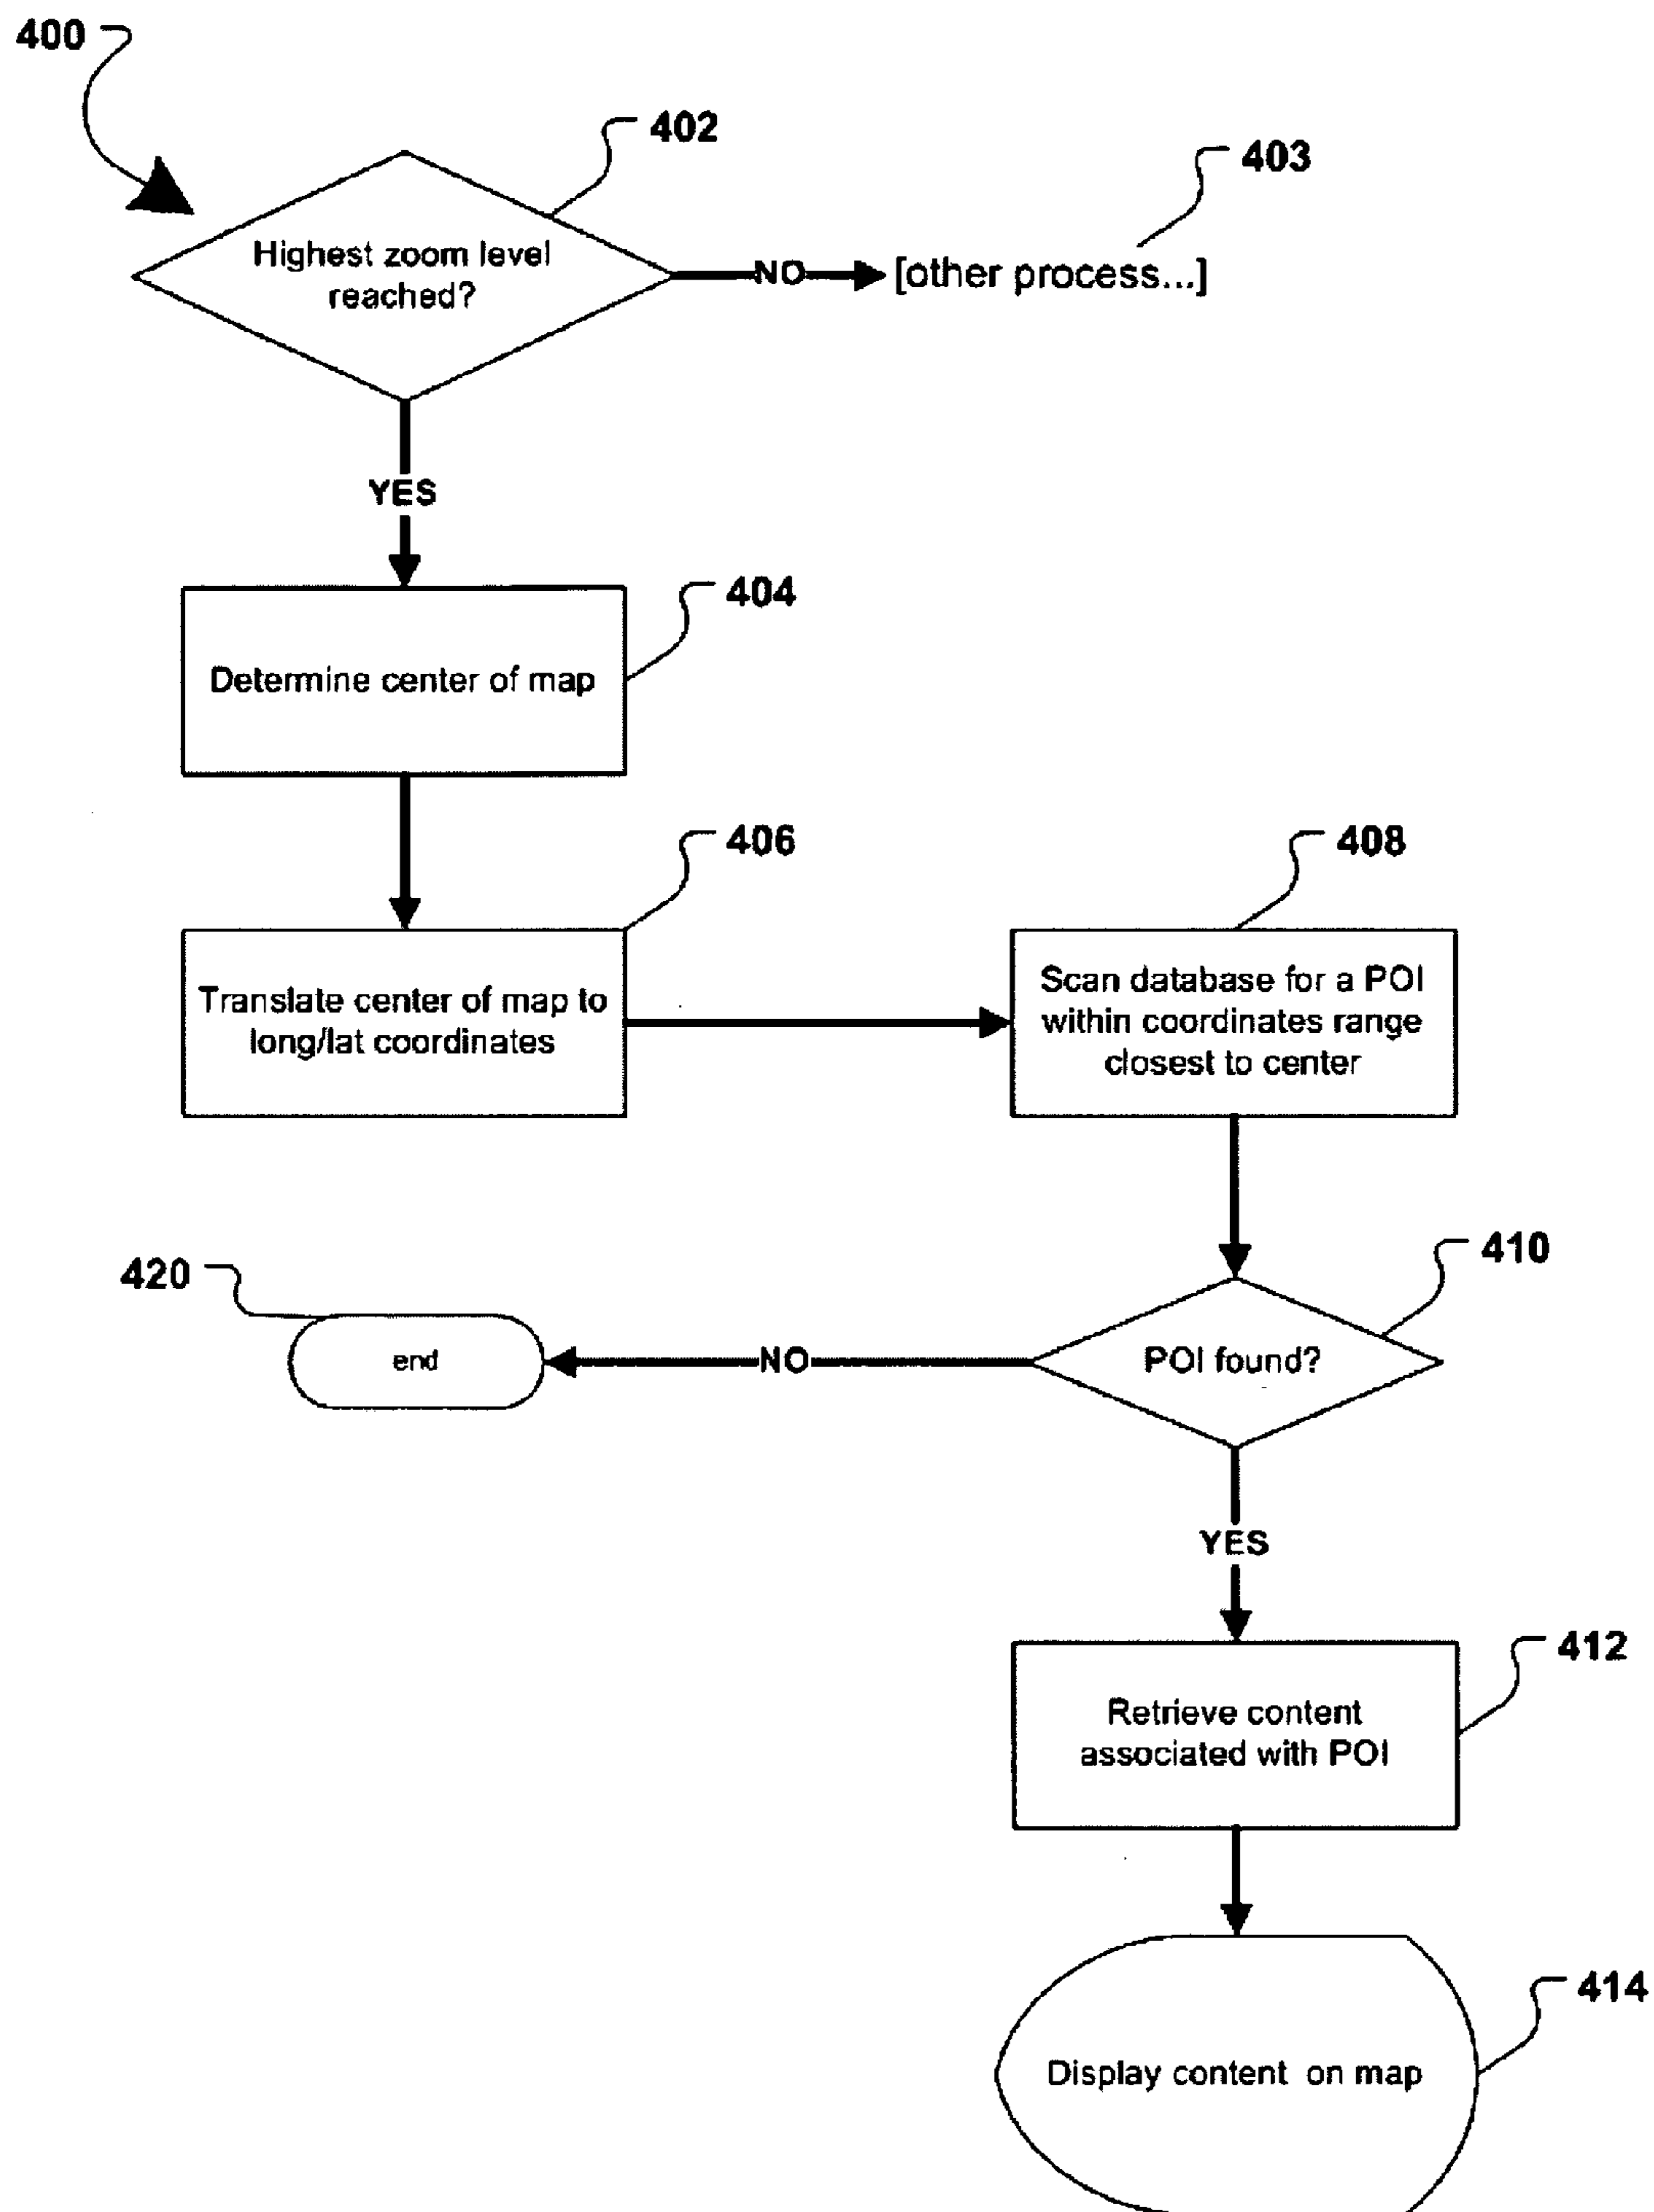 400
402
403
Highest zoom level
reached?
NO
[other process...]
YES
404
Determine center of map
406
408
Translate center of map to
long/lat coordinates
Scan database for a POI
within coordinates range
closest to center
420
410
end
NO
POI found?
YES
412
Retrieve content
associated with POI
414
Display content on map